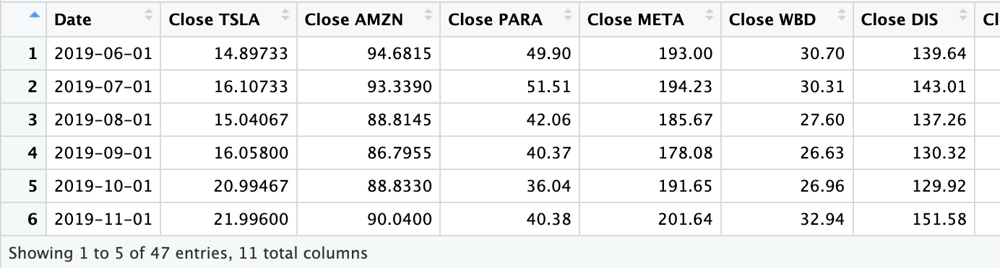 Date Close TSLA Close AMZN Close PARA Close META Close WBD Close DIS
1 2019-06-01 14.89733 94.6815 49.90 193.00 30.70 139.64
2 2019-07-01 16.10733 93.3390 51.51 194.23 30.31 143.01
3 2019-08-01 15.04067 88.8145 42.06 185.67 27.60 137.26
4 2019-09-01 16.05800 86.7955 40.37 178.08 26.63 130.32
5 2019-10-01 20.99467 88.8330 36.04 191.65 26.96 129.92
6 2019-11-01 21.99600 90.0400 40.38 201.64 32.94 151.58
Showing 1 to 5 of 47 entries, 11 total columns